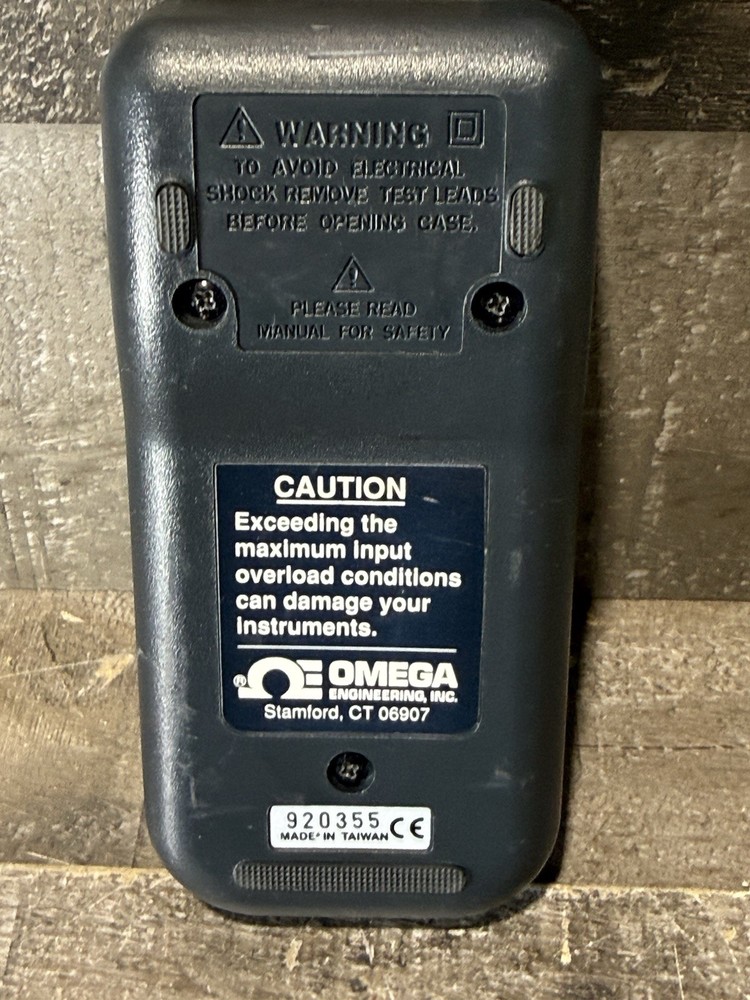 WARNING
TO AVOID ELECTRICAL
SHOCK REMOVE TEST LEADS
BEFORE OPENING CASE.
PLEASE READ
MANUAL FOR SAFETY
CAUTION
Exceeding the
maximum input
overload conditions
can damage your
instruments.
® ΩE OMEGA
ENGINEERING, INC.
Stamford, CT 06907
920355 CE
MADE IN TAIWAN